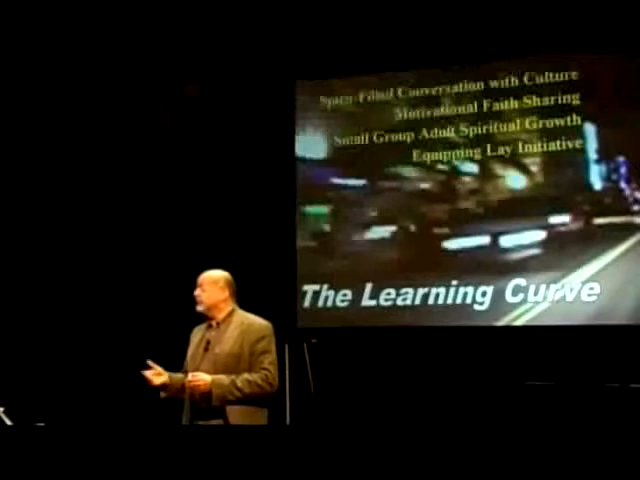 Spirit-Filled Conversation with Culture
Motivational Faith Sharing
Small Group Adult Spiritual Growth
Equipping Lay Initiative
The Learning Curve